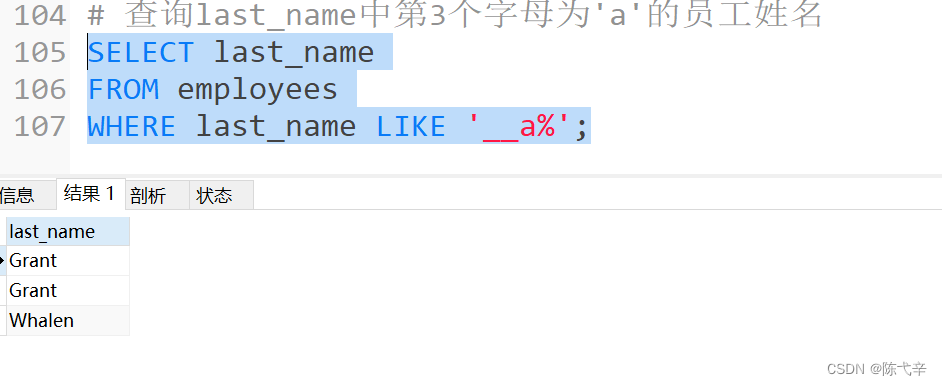 104 # 查询last_name中第3个字母为'a'的员工姓名
105 SELECT last_name
106 FROM employees
107 WHERE last_name LIKE '__a%';
信息 结果 1 剖析 状态
last_name
Grant
Grant
Whalen
CSDN @陈弋辛